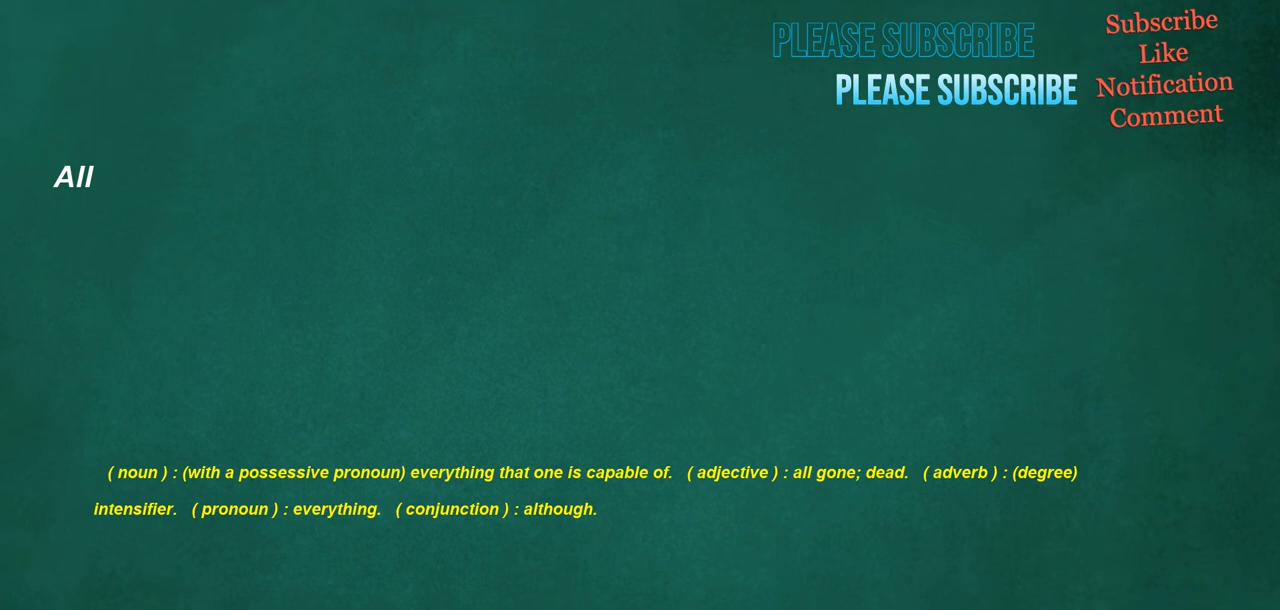 PLEASE SUBSCRIBE
PLEASE SUBSCRIBE
Subscribe
Like
Notification
Comment
All
( noun ) : (with a possessive pronoun) everything that one is capable of. ( adjective ) : all gone; dead. ( adverb ) : (degree)
intensifier. ( pronoun ) : everything. ( conjunction ) : although.